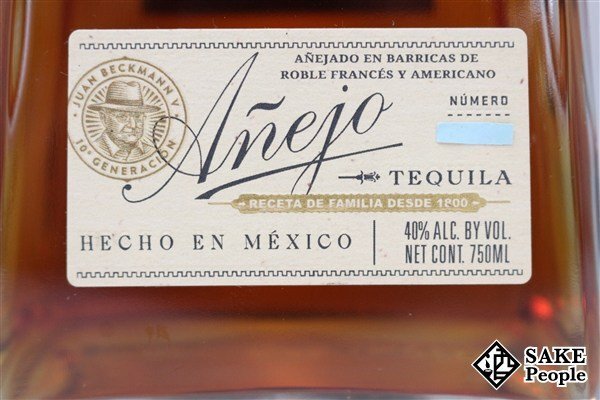 AÑEJADO EN BARRICAS DE
ROBLE FRANCÉS Y AMERICANO
JUAN BECKMANN V
10ª GENERACIÓN
Añejo
NÚMERO
TEQUILA
RECETA DE FAMILIA DESDE 1800
HECHO EN MÉXICO
40% ALC. BY VOL.
NET CONT. 750ML
SAKE
People